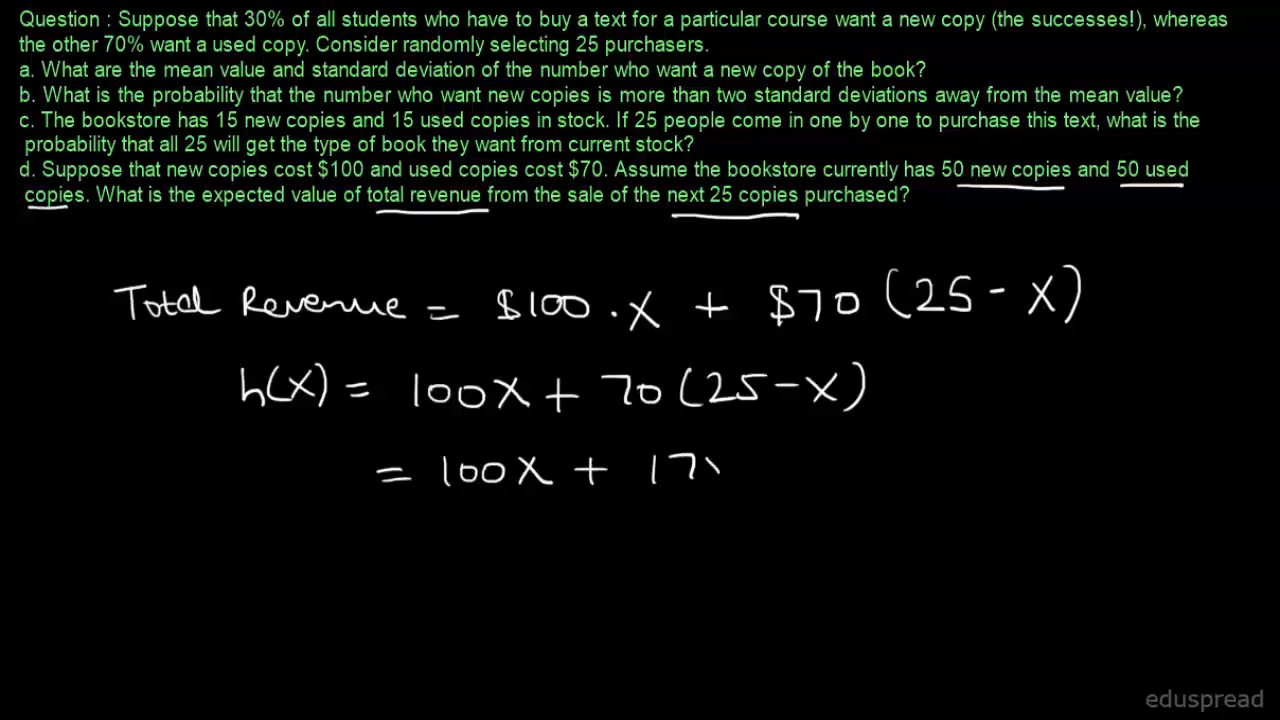 Question : Suppose that 30% of all students who have to buy a text for a particular course want a new copy (the successes!), whereas
the other 70% want a used copy. Consider randomly selecting 25 purchasers.
a. What are the mean value and standard deviation of the number who want a new copy of the book?
b. What is the probability that the number who want new copies is more than two standard deviations away from the mean value?
c. The bookstore has 15 new copies and 15 used copies in stock. If 25 people come in one by one to purchase this text, what is the
probability that all 25 will get the type of book they want from current stock?
d. Suppose that new copies cost $100 and used copies cost $70. Assume the bookstore currently has 50 new copies and 50 used
copies. What is the expected value of total revenue from the sale of the next 25 copies purchased?
Total Revenue = $100 . X + $70 (25 - X)
h(X) = 100X + 70 (25 - X)
= 100X + 17
eduspread